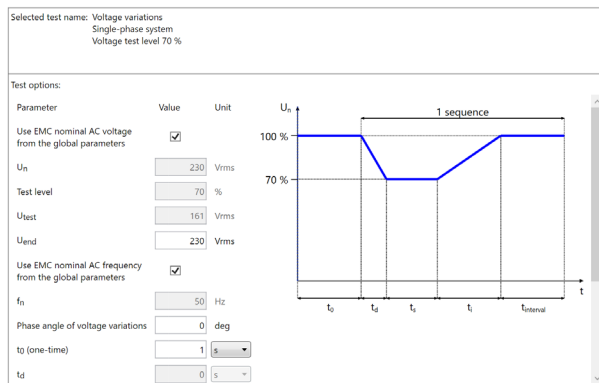 Selected test name: Voltage variations
Single-phase system
Voltage test level 70 %
Test options:
Parameter Value Unit
Use EMC nominal AC voltage
from the global parameters
Un 230 Vrms
Test level 70 %
Utest 161 Vrms
Uend 230 Vrms
Use EMC nominal AC frequency
from the global parameters
fn 50 Hz
Phase angle of voltage variations 0 deg
t0 (one-time) 1 s
td 0 s
Un
1 sequence
100 %
70 %
t
t0 td ts ti tinterval